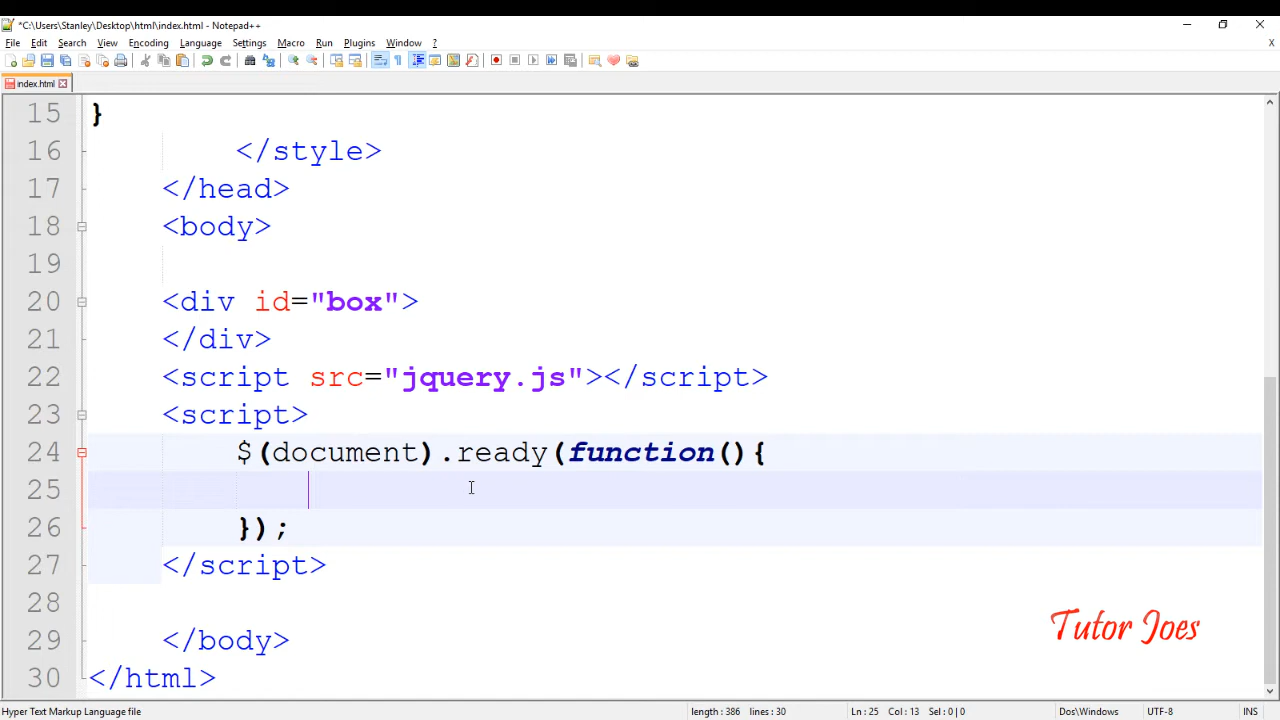 *C:\Users\Stanley\Desktop\html\index.html - Notepad++
File Edit Search View Encoding Language Settings Macro Run Plugins Window ? X
index.html
15 }
16 </style>
17 </head>
18 <body>
19
20 <div id="box">
21 </div>
22 <script src="jquery.js"></script>
23 <script>
24 $(document).ready(function(){
25
26 });
27 </script>
28
29 </body>
30 </html>
Tutor Joes
Hyper Text Markup Language file length : 386 lines : 30 Ln : 25 Col : 13 Sel : 0 | 0 Dos\Windows UTF-8 INS